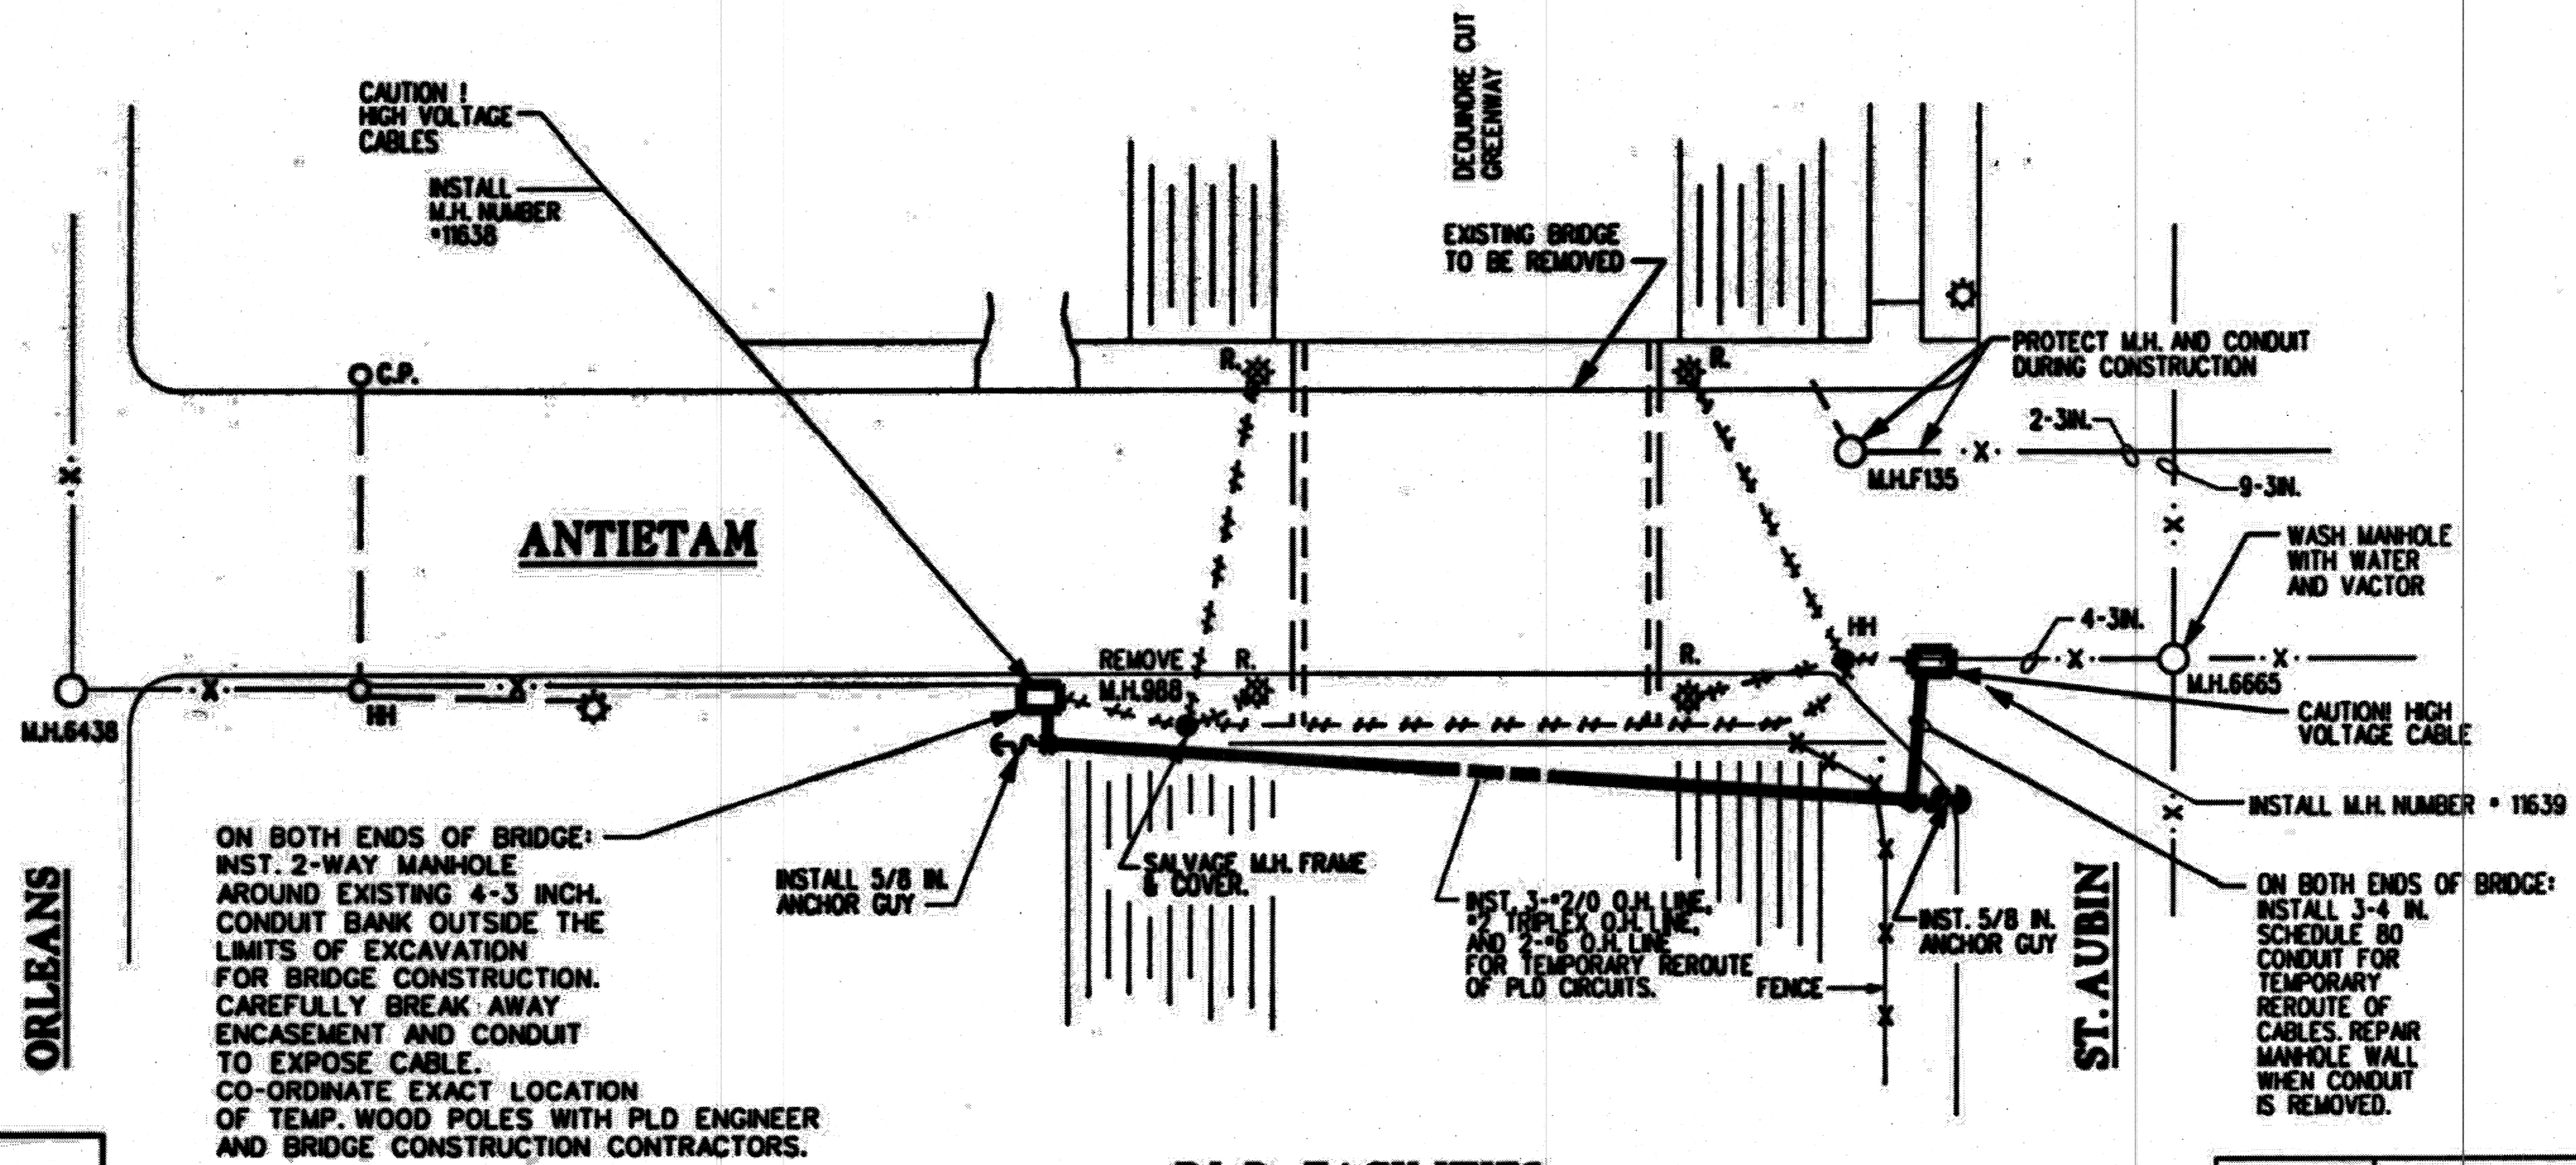 CAUTION !
HIGH VOLTAGE
CABLES
INSTALL
M.H. NUMBER
#11638
DEQUINDRE CUT
GREENWAY
EXISTING BRIDGE
TO BE REMOVED
C.P.
R.
R.
PROTECT M.H. AND CONDUIT
DURING CONSTRUCTION
2-3IN.
M.H.F135
9-3IN.
ANTIETAM
WASH MANHOLE
WITH WATER
AND VACTOR
HH
4-3IN.
REMOVE
M.H.988
R.
R.
M.H.6665
M.H.6438
HH
CAUTION! HIGH
VOLTAGE CABLE
INSTALL M.H. NUMBER # 11639
ON BOTH ENDS OF BRIDGE:
INST. 2-WAY MANHOLE
AROUND EXISTING 4-3 INCH.
CONDUIT BANK OUTSIDE THE
LIMITS OF EXCAVATION
FOR BRIDGE CONSTRUCTION.
CAREFULLY BREAK AWAY
ENCASEMENT AND CONDUIT
TO EXPOSE CABLE.
CO-ORDINATE EXACT LOCATION
OF TEMP. WOOD POLES WITH PLD ENGINEER
AND BRIDGE CONSTRUCTION CONTRACTORS.
INSTALL 5/8 IN.
ANCHOR GUY
SALVAGE M.H. FRAME
& COVER.
INST. 3-#2/0 O.H. LINE,
#2 TRIPLEX O.H. LINE,
AND 2-#6 O.H. LINE
FOR TEMPORARY REROUTE
OF PLD CIRCUITS.
FENCE
INST. 5/8 IN.
ANCHOR GUY
ON BOTH ENDS OF BRIDGE:
INSTALL 3-4 IN.
SCHEDULE 80
CONDUIT FOR
TEMPORARY
REROUTE OF
CABLES. REPAIR
MANHOLE WALL
WHEN CONDUIT
IS REMOVED.
ORLEANS
ST. AUBIN